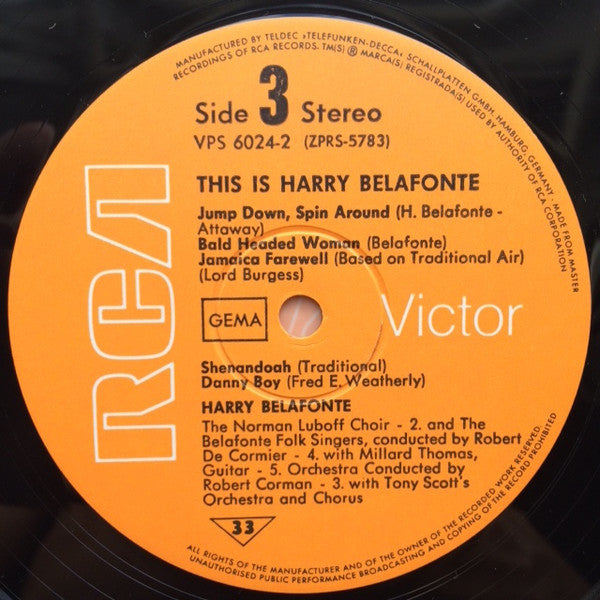 MANUFACTURED BY TELDEC »TELEFUNKEN-DECCA« SCHALLPLATTEN GMBH, HAMBURG, GERMANY · MADE FROM MASTER
RECORDINGS OF RCA RECORDS. TM(S) ® MARCA(S) REGISTRADA(S) USED BY AUTHORITY OF RCA CORPORATION
Side 3 Stereo
VPS 6024-2 (ZPRS-5783)
RCA
THIS IS HARRY BELAFONTE
Jump Down, Spin Around (H. Belafonte -
Attaway)
Bald Headed Woman (Belafonte)
Jamaica Farewell (Based on Traditional Air)
(Lord Burgess)
GEMA
Victor
Shenandoah (Traditional)
Danny Boy (Fred E. Weatherly)
HARRY BELAFONTE
The Norman Luboff Choir - 2. and The
Belafonte Folk Singers, conducted by Robert
De Cormier - 4. with Millard Thomas,
Guitar - 5. Orchestra Conducted by
Robert Corman - 3. with Tony Scott's
Orchestra and Chorus
33
ALL RIGHTS OF THE MANUFACTURER AND OF THE OWNER OF THE RECORDED WORK RESERVED.
UNAUTHORISED PUBLIC PERFORMANCE BROADCASTING AND COPYING OF THIS RECORD PROHIBITED